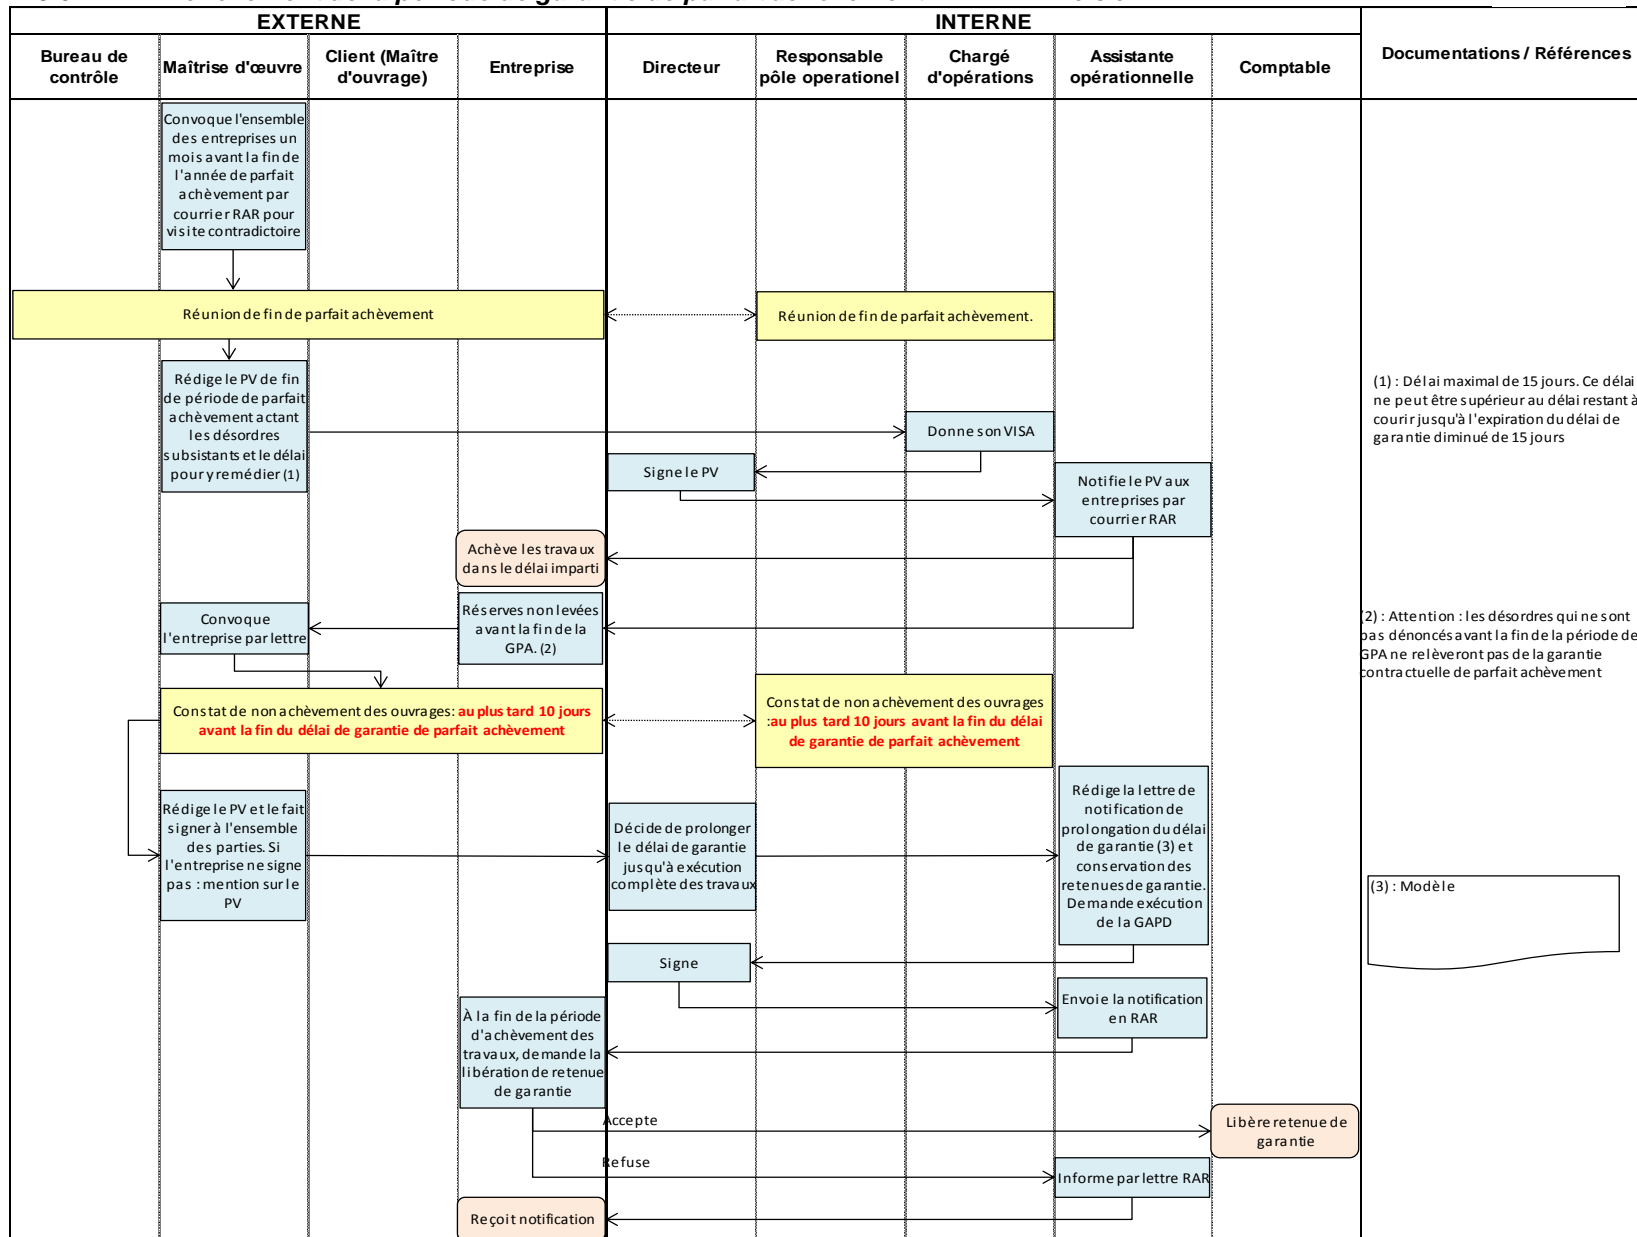 EXTERNE
INTERNE
Bureau de
contrôle
Maîtrise d'œuvre
Client (Maître
d'ouvrage)
Entreprise
Directeur
Responsable
pôle operationel
Chargé
d'opérations
Assistante
opérationnelle
Comptable
Documentations / Références
Convoque l'ensemble
des entreprises un
mois avant la fin de
l'année de parfait
achèvement par
courrier RAR pour
visite contradictoire
Réunion de fin de parfait achèvement
Réunion de fin de parfait achèvement.
Rédige le PV de fin
de période de parfait
achèvement actant
les désordres
subsistants et le délai
pour y remédier (1)
(1) : Délai maximal de 15 jours. Ce délai
ne peut être supérieur au délai restant à
courir jusqu'à l'expiration du délai de
garantie diminué de 15 jours
Donne son VISA
Signe le PV
Notifie le PV aux
entreprises par
courrier RAR
Achève les travaux
dans le délai imparti
Convoque
l'entreprise par lettre
Réserves non levées
avant la fin de la
GPA. (2)
(2) : Attention : les désordres qui ne sont
pas dénoncés avant la fin de la période de
GPA ne relèveront pas de la garantie
contractuelle de parfait achèvement
Constat de non achèvement des ouvrages: au plus tard 10 jours
avant la fin du délai de garantie de parfait achèvement
Constat de non achèvement des ouvrages
:au plus tard 10 jours avant la fin du délai
de garantie de parfait achèvement
Rédige le PV et le fait
signer à l'ensemble
des parties. Si
l'entreprise ne signe
pas : mention sur le
PV
Décide de prolonger
le délai de garantie
jusqu'à exécution
complète des travaux
Rédige la lettre de
notification de
prolongation du délai
de garantie (3) et
conservation des
retenues de garantie.
Demande exécution
de la GAPD
(3) : Modèle
Signe
Envoie la notification
en RAR
À la fin de la période
d'achèvement des
travaux, demande la
libération de retenue
de garantie
Accepte
Libère retenue de
garantie
Refuse
Informe par lettre RAR
Reçoit notification